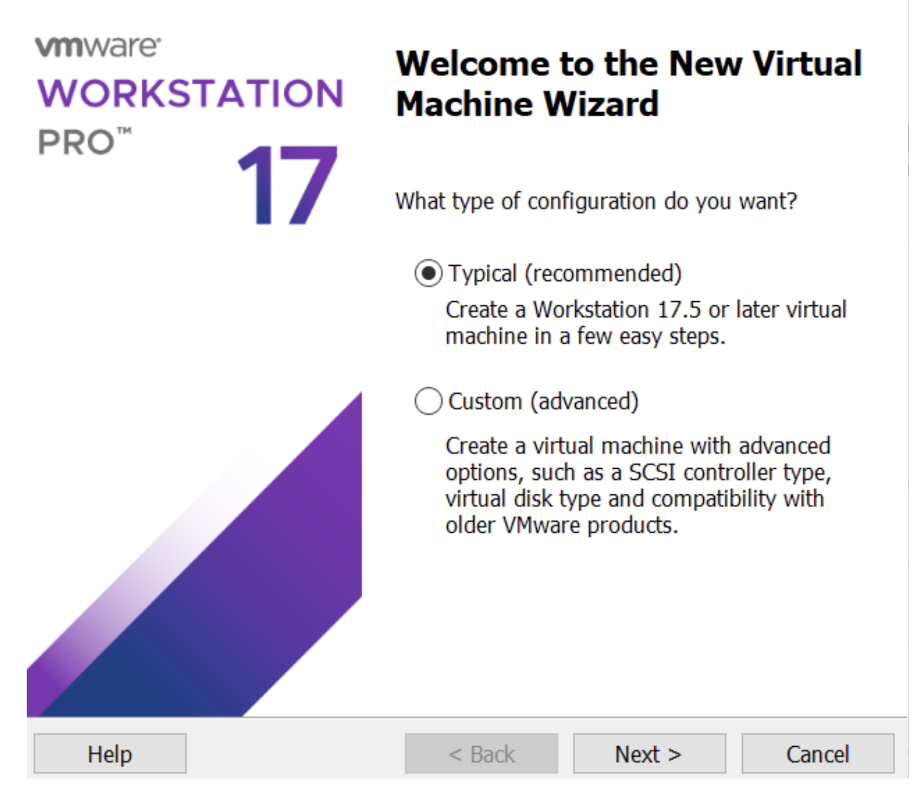 vmware®
WORKSTATION
PRO™
17
Welcome to the New Virtual
Machine Wizard
What type of configuration do you want?
Typical (recommended)
Create a Workstation 17.5 or later virtual
machine in a few easy steps.
Custom (advanced)
Create a virtual machine with advanced
options, such as a SCSI controller type,
virtual disk type and compatibility with
older VMware products.
Help
< Back
Next >
Cancel